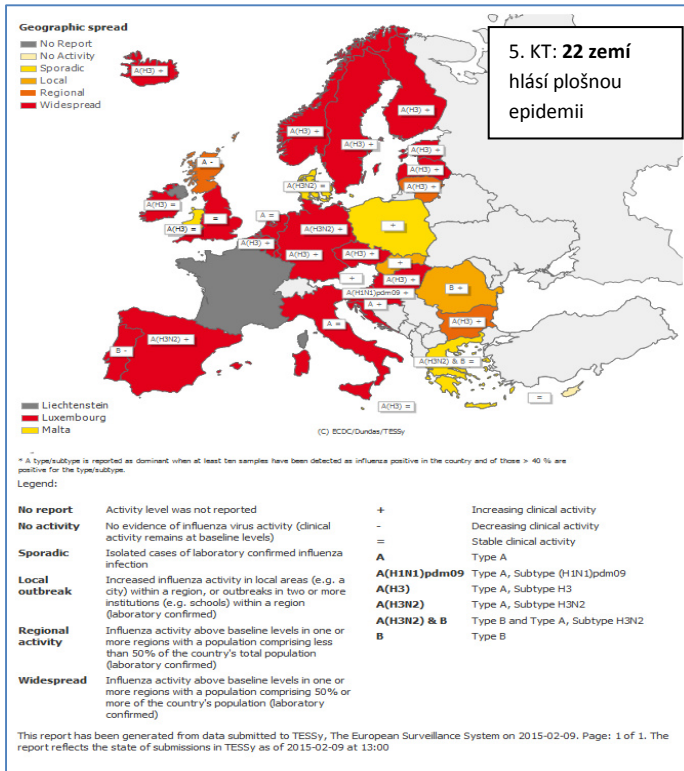 Geographic spread
No Report
No Activity
Sporadic
Local
Regional
Widespread
5. KT: 22 zemí
hlásí plošnou
epidemii
A(H3) +
A(H3) +
A(H3) +
A(H3) +
A -
A(H3) +
A(H3) +
A(H3) +
A(H3N2) =
A(H3) =
=
A(H3) =
A =
A(H3N2) +
+
A(H3) +
A(H3) +
A(H3) +
+
+
A(H3) +
A(H1N1)pdm09 +
A +
B +
A =
A(H3) +
B -
A(H3N2) +
A(H3N2) & B =
=
A(H3) =
Liechtenstein
Luxembourg
Malta
(C) ECDC/Dundas/TESSy
* A type/subtype is reported as dominant when at least ten samples have been detected as influenza positive in the country and of those > 40 % are
positive for the type/subtype.
Legend:
No report Activity level was not reported + Increasing clinical activity
No activity No evidence of influenza virus activity (clinical - Decreasing clinical activity
activity remains at baseline levels) = Stable clinical activity
Sporadic Isolated cases of laboratory confirmed influenza A Type A
infection A(H1N1)pdm09 Type A, Subtype (H1N1)pdm09
Local Increased influenza activity in local areas (e.g. a A(H3) Type A, Subtype H3
outbreak city) within a region, or outbreaks in two or more A(H3N2) Type A, Subtype H3N2
institutions (e.g. schools) within a region A(H3N2) & B Type B and Type A, Subtype H3N2
(laboratory confirmed) B Type B
Regional Influenza activity above baseline levels in one or
activity more regions with a population comprising less
than 50% of the country's total population
(laboratory confirmed)
Widespread Influenza activity above baseline levels in one or
more regions with a population comprising 50% or
more of the country's population (laboratory
confirmed)
This report has been generated from data submitted to TESSy, The European Surveillance System on 2015-02-09. Page: 1 of 1. The
report reflects the state of submissions in TESSy as of 2015-02-09 at 13:00